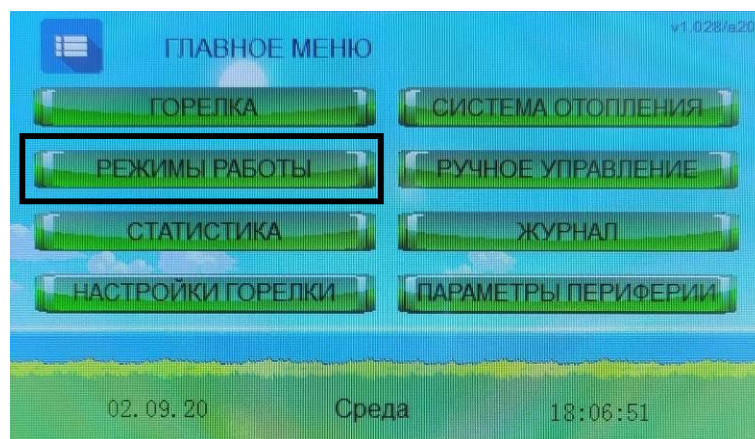 v1.028/a20
ГЛАВНОЕ МЕНЮ
ГОРЕЛКА
СИСТЕМА ОТОПЛЕНИЯ
РЕЖИМЫ РАБОТЫ
РУЧНОЕ УПРАВЛЕНИЕ
СТАТИСТИКА
ЖУРНАЛ
НАСТРОЙКИ ГОРЕЛКИ
ПАРАМЕТРЫ ПЕРИФЕРИИ
02.09.20
Среда
18:06:51